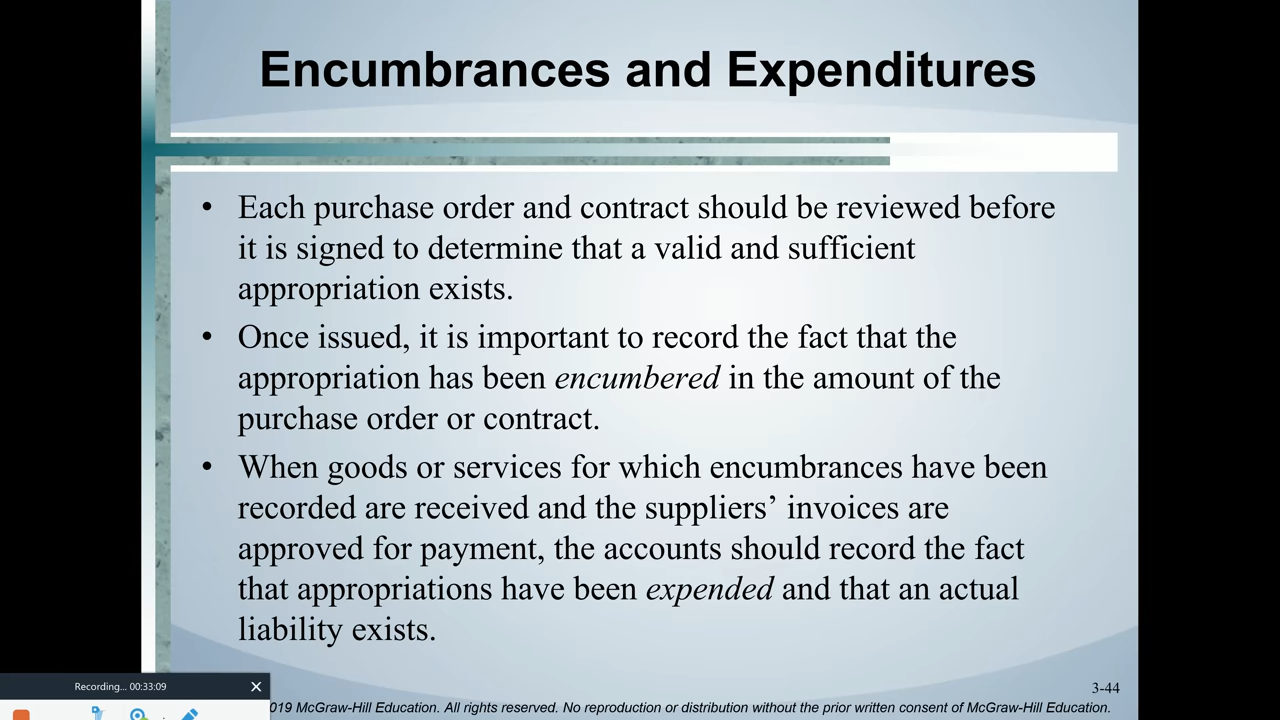 Encumbrances and Expenditures
• Each purchase order and contract should be reviewed before
it is signed to determine that a valid and sufficient
appropriation exists.
• Once issued, it is important to record the fact that the
appropriation has been encumbered in the amount of the
purchase order or contract.
• When goods or services for which encumbrances have been
recorded are received and the suppliers’ invoices are
approved for payment, the accounts should record the fact
that appropriations have been expended and that an actual
liability exists.
Recording... 00:33:09
3-44
019 McGraw-Hill Education. All rights reserved. No reproduction or distribution without the prior written consent of McGraw-Hill Education.